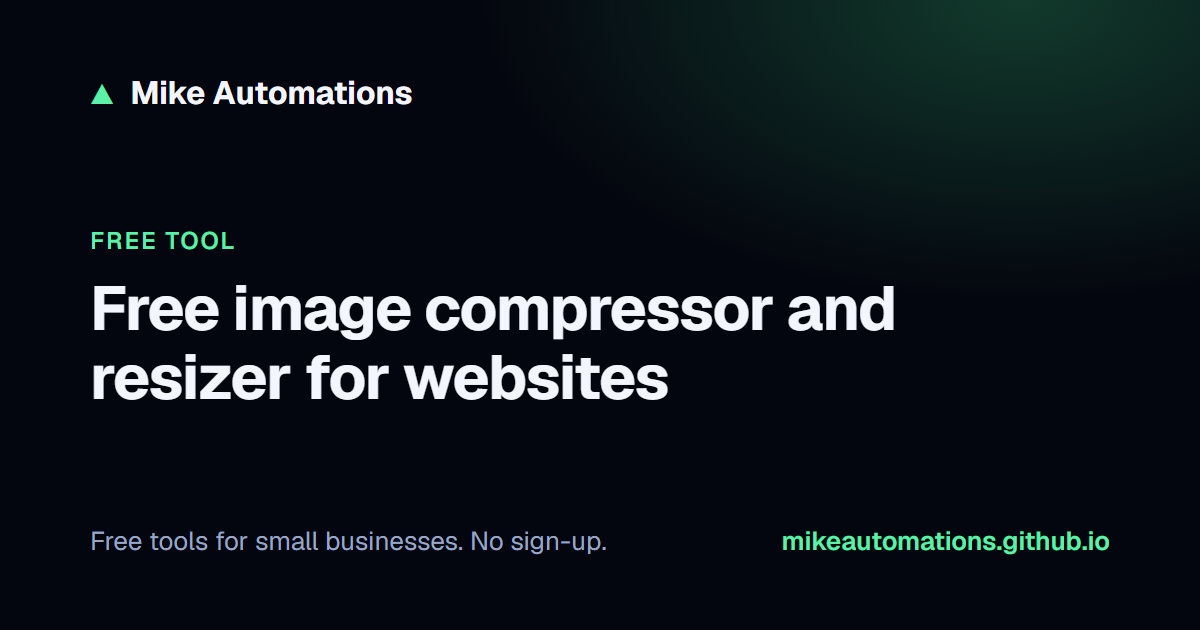 Mike Automations
FREE TOOL
Free image compressor and
resizer for websites
Free tools for small businesses. No sign-up.
mikeautomations.github.io